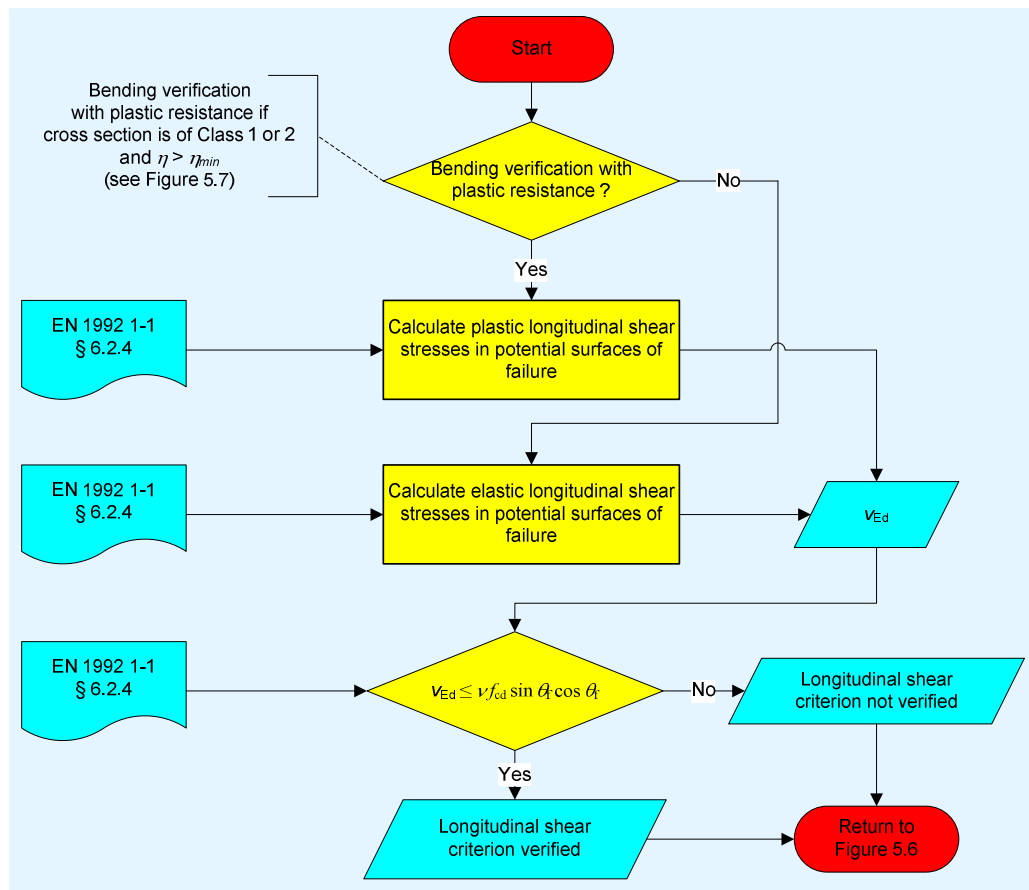 Start
Bending verification
with plastic resistance if
cross section is of Class 1 or 2
and η > ηmin
(see Figure 5.7)
Bending verification with
plastic resistance ?
No
Yes
EN 1992 1-1
§ 6.2.4
Calculate plastic longitudinal shear
stresses in potential surfaces of
failure
EN 1992 1-1
§ 6.2.4
Calculate elastic longitudinal shear
stresses in potential surfaces of
failure
vEd
EN 1992 1-1
§ 6.2.4
vEd ≤ νfcd sin θf cos θf
No
Longitudinal shear
criterion not verified
Yes
Longitudinal shear
criterion verified
Return to
Figure 5.6